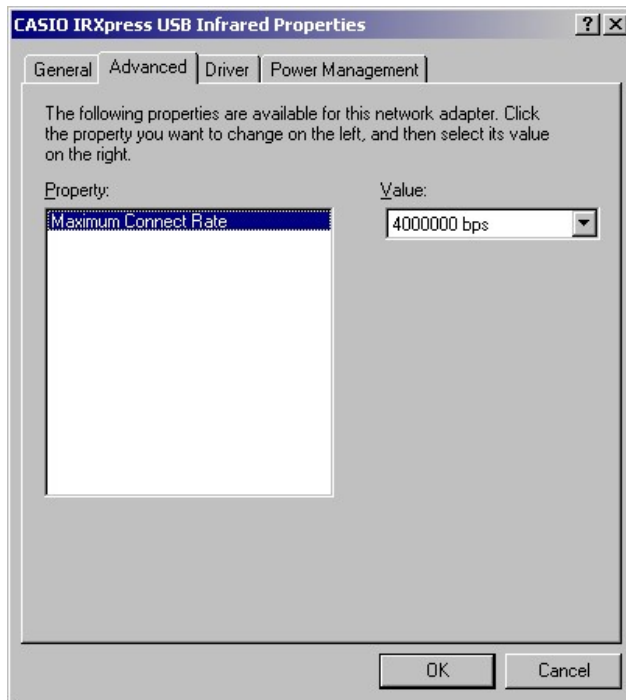 CASIO IRXpress USB Infrared Properties
General Advanced Driver Power Management
The following properties are available for this network adapter. Click
the property you want to change on the left, and then select its value
on the right.
Property: Value:
Maximum Connect Rate 4000000 bps
OK Cancel